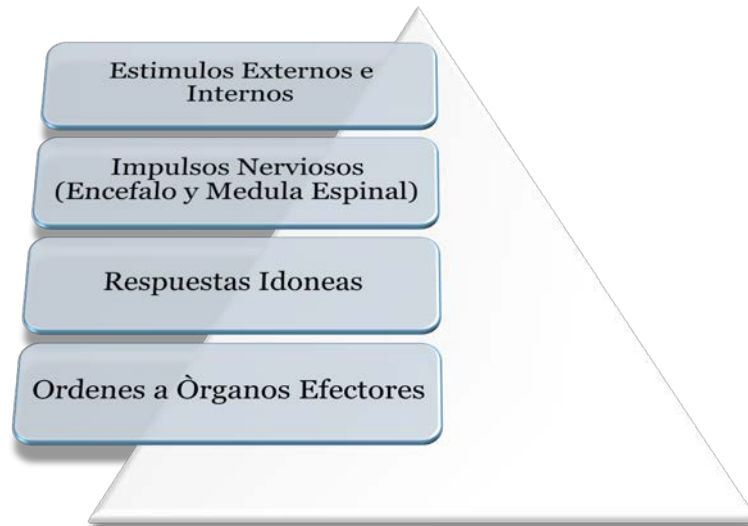 Estimulos Externos e
Internos
Impulsos Nerviosos
(Encefalo y Medula Espinal)
Respuestas Idoneas
Ordenes a Òrganos Efectores